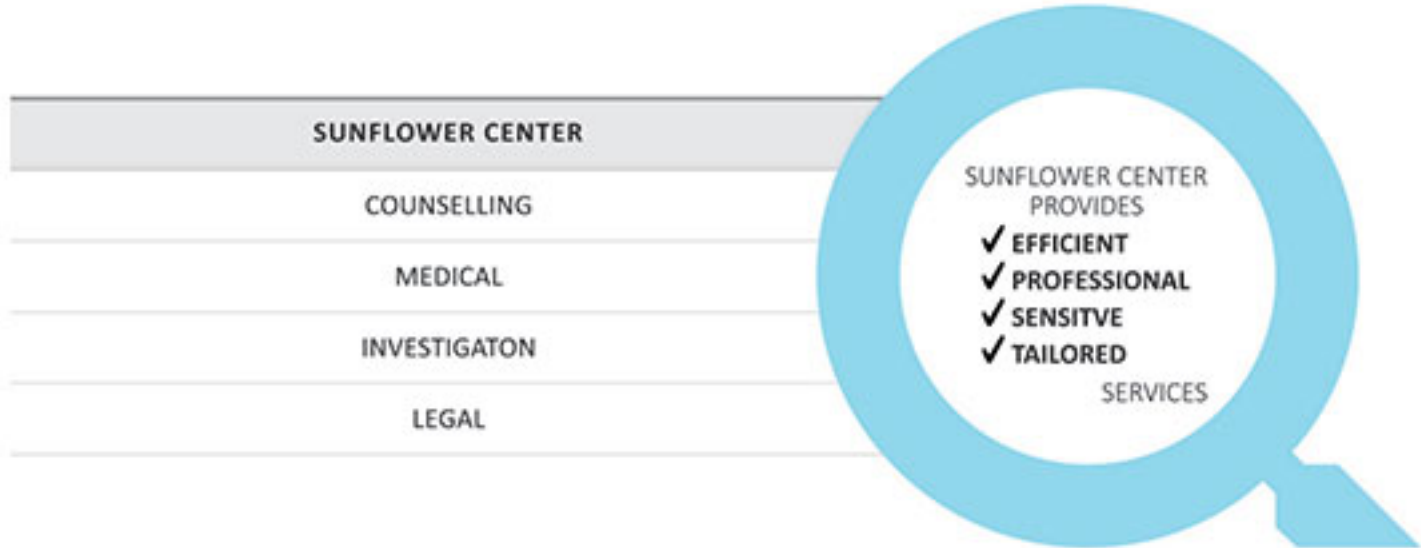 SUNFLOWER CENTER
COUNSELLING
MEDICAL
INVESTIGATON
LEGAL
SUNFLOWER CENTER
PROVIDES
✓ EFFICIENT
✓ PROFESSIONAL
✓ SENSITVE
✓ TAILORED
SERVICES